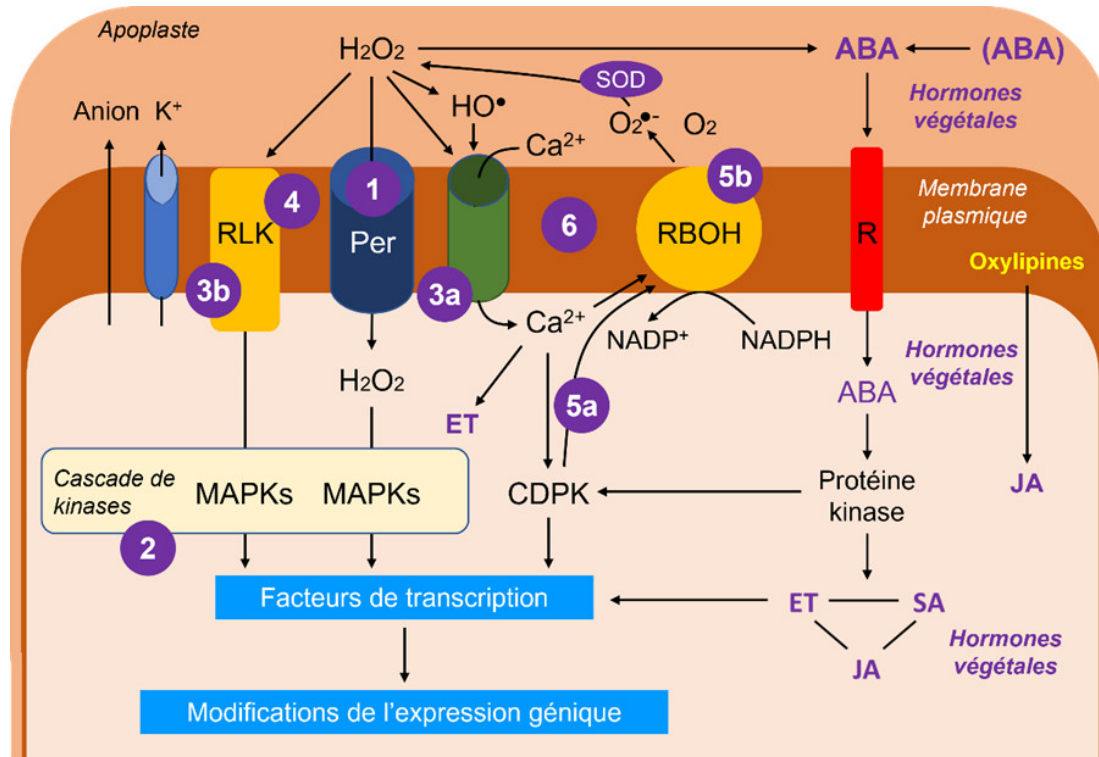 Apoplaste
H2O2
ABA
(ABA)
SOD
Hormones
végétales
HO•
Anion K+
O2•-
O2
Ca2+
5b
1
4
Membrane
plasmique
RLK
Per
6
RBOH
R
Oxylipines
3b
3a
Ca2+
NADP+
NADPH
Hormones
végétales
H2O2
ABA
5a
ET
Cascade de
kinases
MAPKs
MAPKs
CDPK
Protéine
kinase
JA
2
Facteurs de transcription
ET
SA
JA
Hormones
végétales
Modifications de l'expression génique